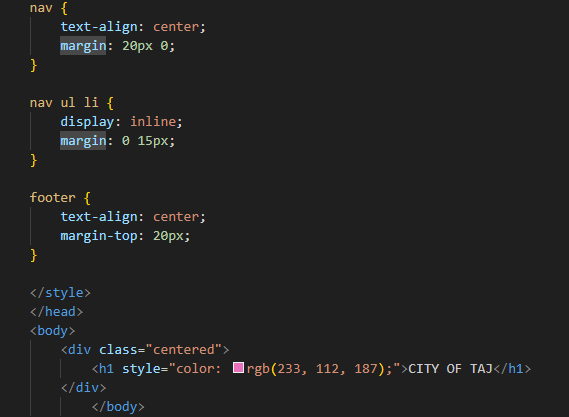 nav {
text-align: center;
margin: 20px 0;
}
nav ul li {
display: inline;
margin: 0 15px;
}
footer {
text-align: center;
margin-top: 20px;
}
</style>
</head>
<body>
<div class="centered">
<h1 style="color: rgb(233, 112, 187);">CITY OF TAJ</h1>
</div>
</body>